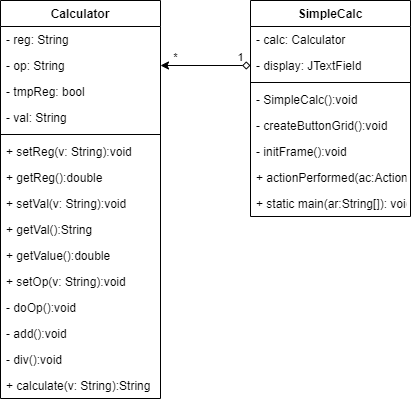 Calculator
- reg: String
- op: String
- tmpReg: bool
- val: String
+ setReg(v: String):void
+ getReg():double
+ setVal(v: String):void
+ getVal():String
+ getValue():double
+ setOp(v: String):void
- doOp():void
- add():void
- div():void
+ calculate(v: String):String
* 1
SimpleCalc
- calc: Calculator
- display: JTextField
- SimpleCalc():void
- createButtonGrid():void
- initFrame():void
+ actionPerformed(ac:Action
+ static main(ar:String[]): voi